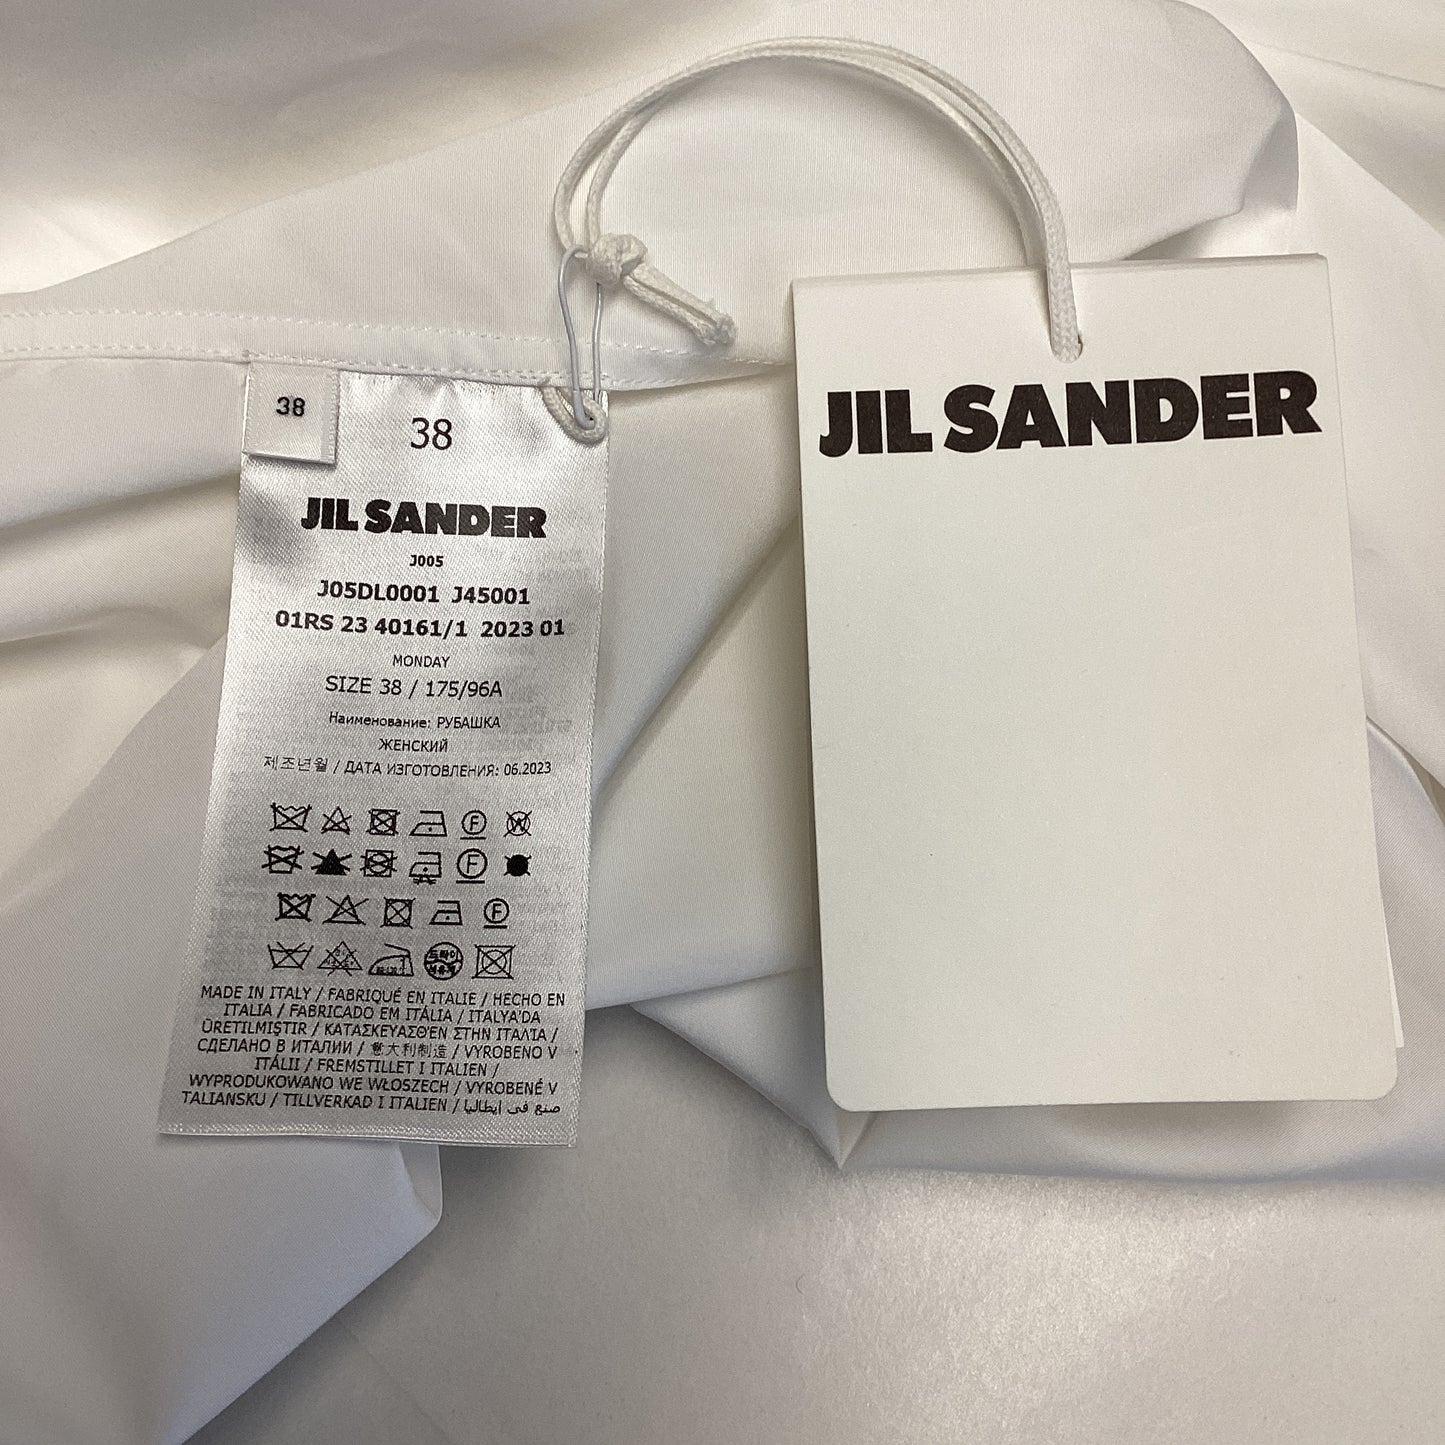 38
38
JIL SANDER
J005
J05DL0001 J45001
01RS 23 40161/1 2023 01
MONDAY
SIZE 38 / 175/96A
Наименование: РУБАШКА
ЖЕНСКИЙ
제조년월 / ДАТА ИЗГОТОВЛЕНИЯ: 06.2023
F
W
F
F
드라이
MADE IN ITALY / FABRIQUÉ EN ITALIE / HECHO EN
ITALIA / FABRICADO EM ITÁLIA / ITALYA'DA
ÜRETILMIŞTIR / ΚΑΤΑΣΚΕΥΑΣΘΕΝ ΣΤΗΝ ΙΤΑΛΙΑ /
СДЕЛАНО В ИТАЛИИ / 意大利制造 / VYROBENO V
ITÁLII / FREMSTILLET I ITALIEN /
WYPRODUKOWANO WE WŁOSZECH / VYROBENÉ V
TALIANSKU / TILLVERKAD I ITALIEN / صنع في إيطاليا
JIL SANDER